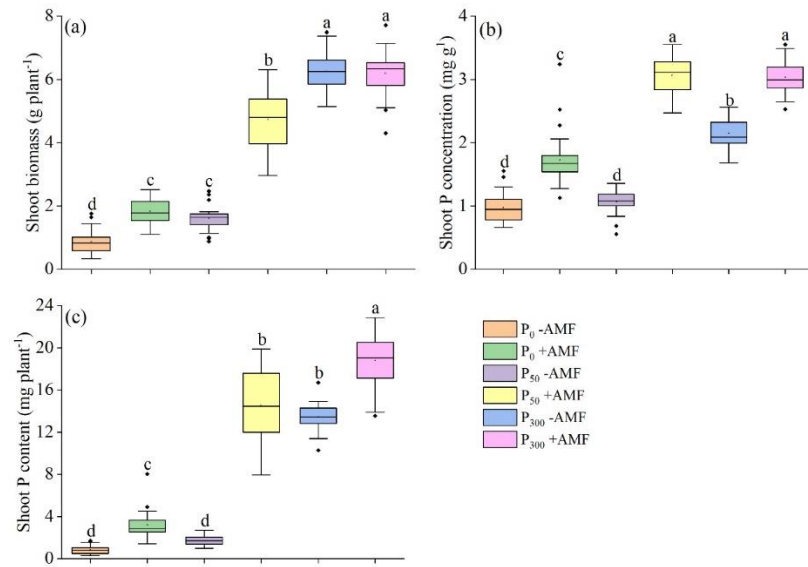 (a)
Shoot biomass (g plant-1)
8
6
4
2
0
d
c
c
b
a
a
(b)
Shoot P concentration (mg g1)
4
3
2
1
0
d
c
d
a
b
a
(c)
Shoot P content (mg plant-1)
24
20
16
12
8
4
0
d
c
d
b
b
a
P0 -AMF
P0 +AMF
P50 -AMF
P50 +AMF
P300 -AMF
P300 +AMF